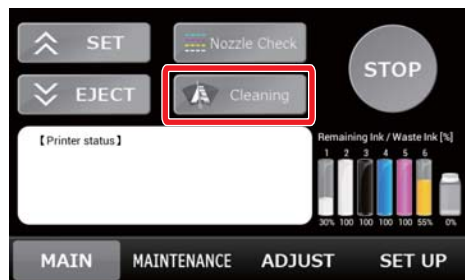 SET
Nozzle Check
STOP
EJECT
Cleaning
【Printer status】
Remaining Ink / Waste Ink [%]
1 2 3 4 5 6
30% 100 100 100 100 55% 0%
MAIN MAINTENANCE ADJUST SET UP